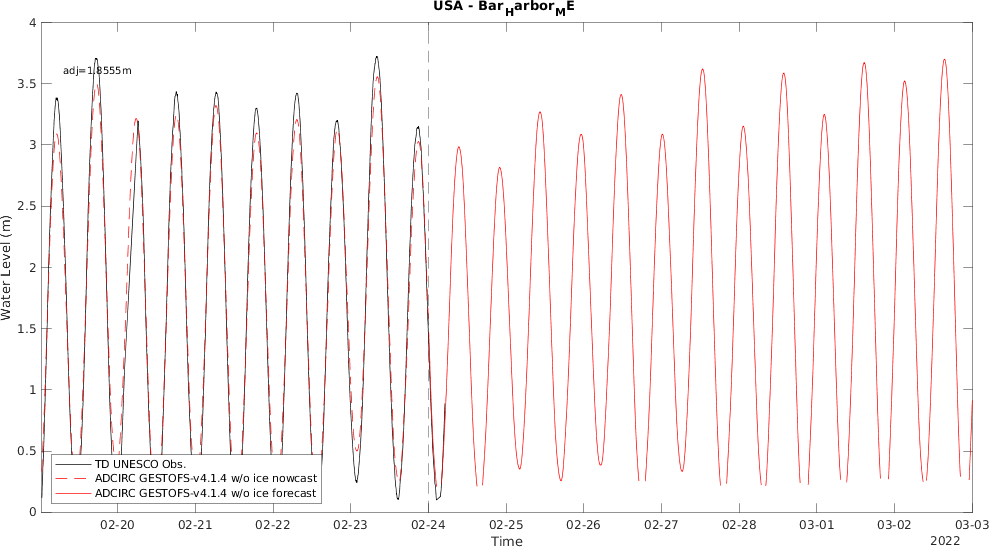 USA - Bar_Harbor_ME
4
adj=1.8555m
3.5
3
2.5
2
1.5
1
0.5
0
Water Level (m)
TD UNESCO Obs.
ADCIRC GESTOFS-v4.1.4 w/o ice nowcast
ADCIRC GESTOFS-v4.1.4 w/o ice forecast
02-20 02-21 02-22 02-23 02-24 02-25 02-26 02-27 02-28 03-01 03-02 03-03
Time
2022